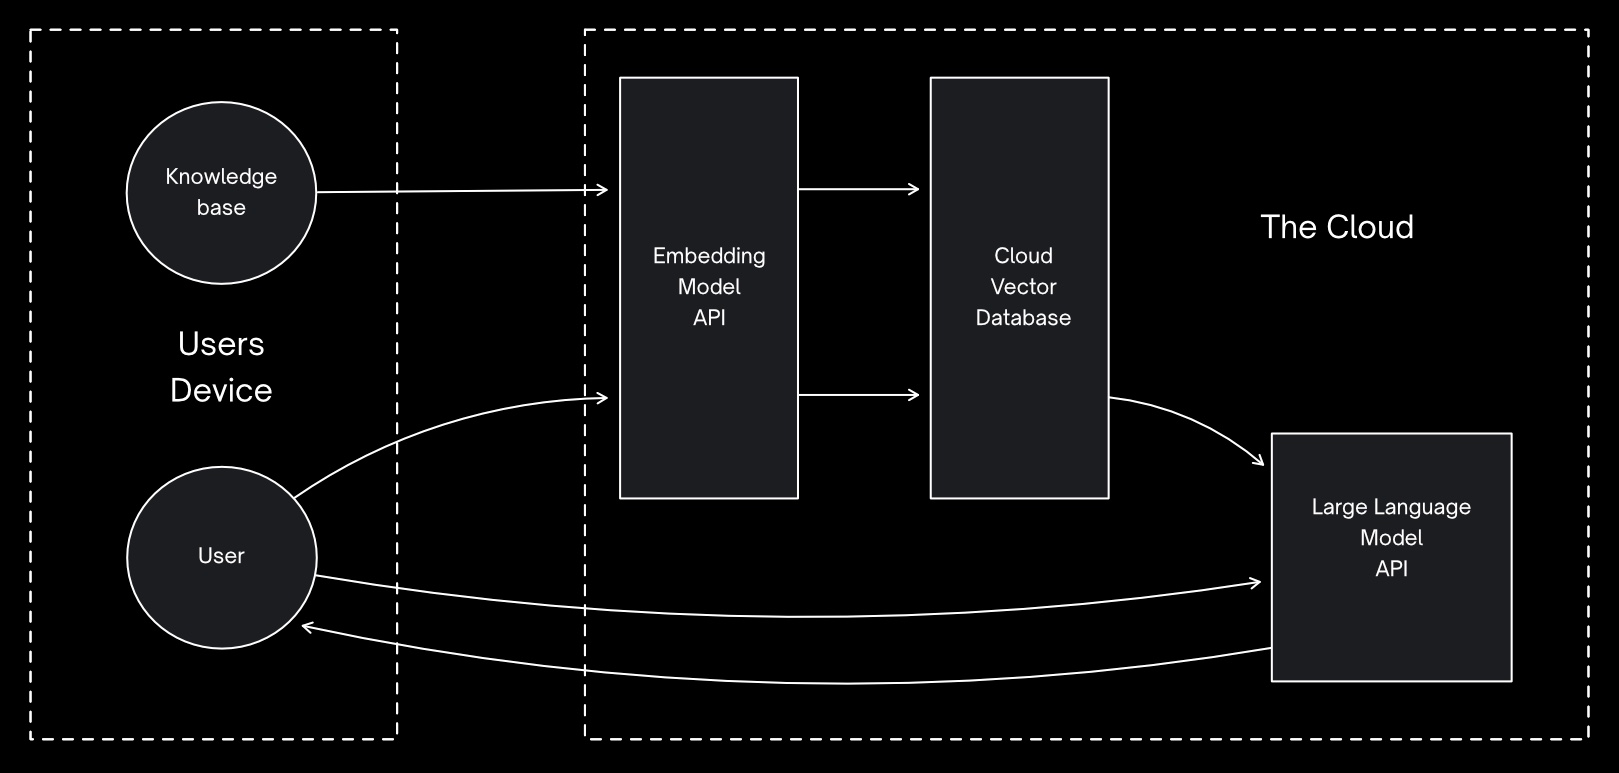 Knowledge
base
Users
Device
User
Embedding
Model
API
Cloud
Vector
Database
The Cloud
Large Language
Model
API